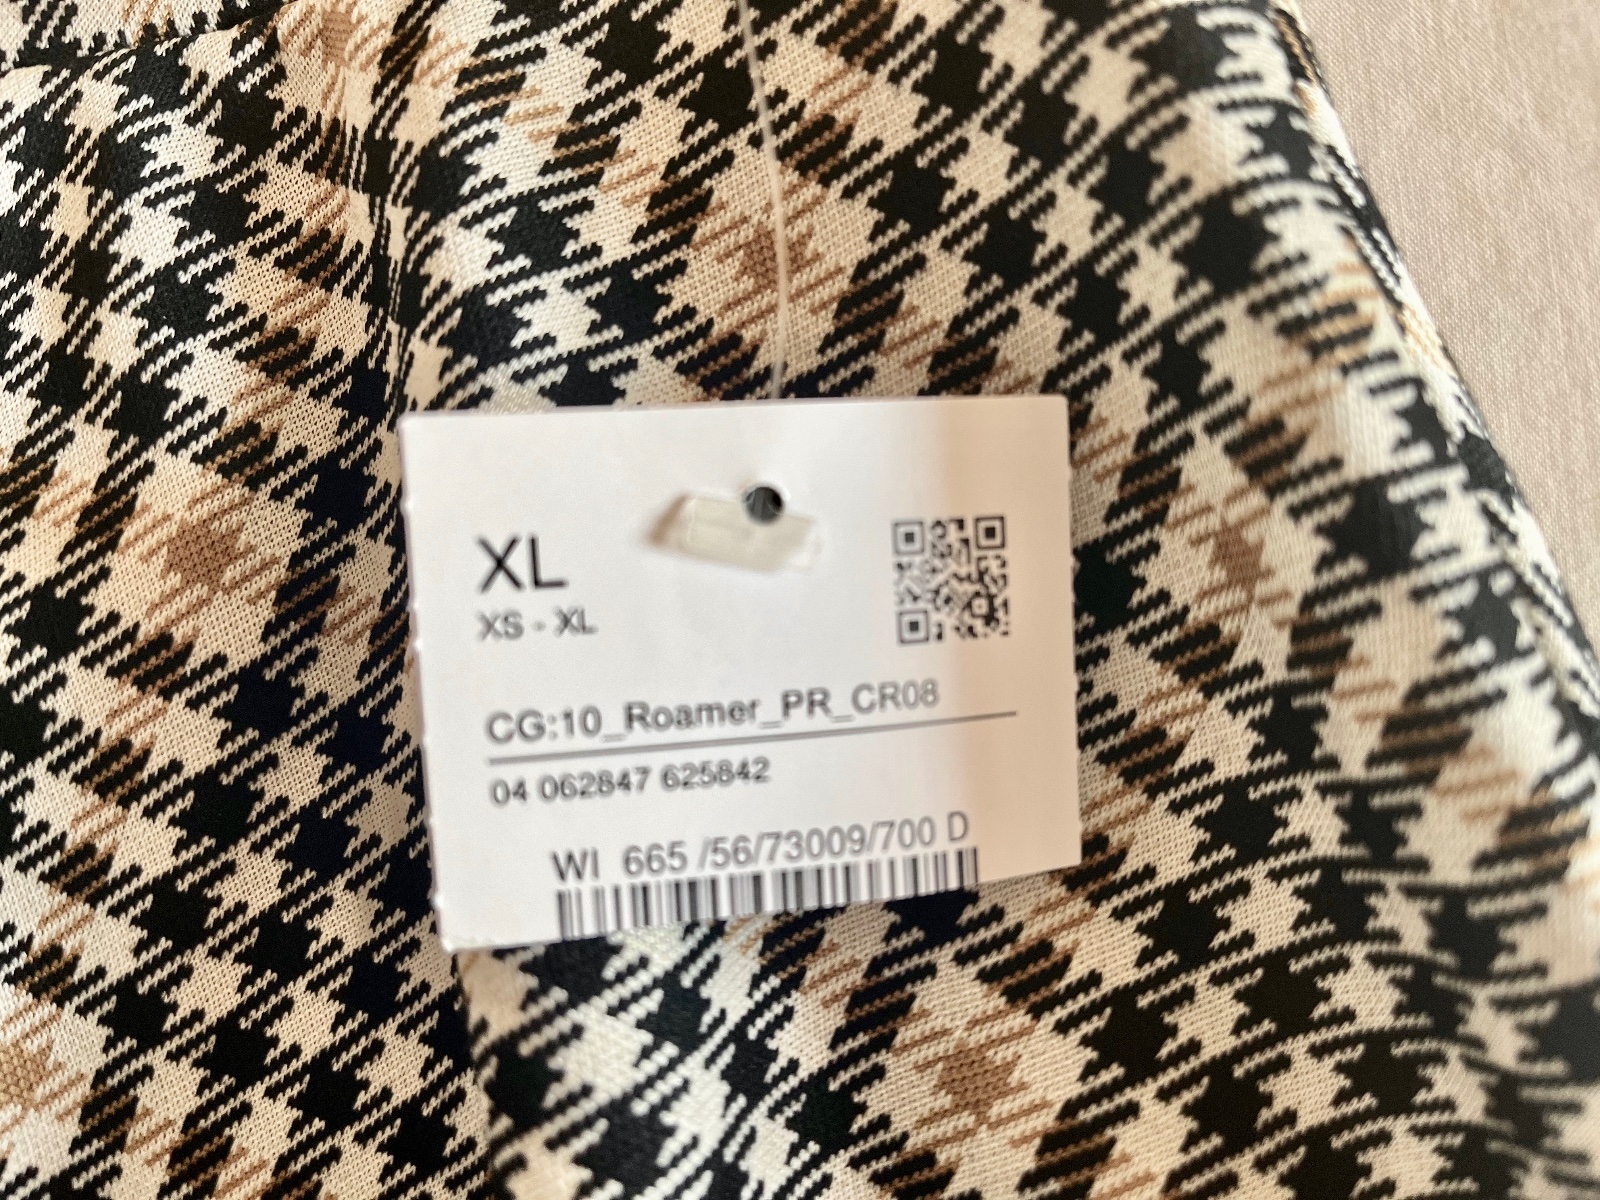 XL
XS - XL
CG:10_Roamer_PR_CR08
04 062847 625842
WI 665 /56/73009/700 D